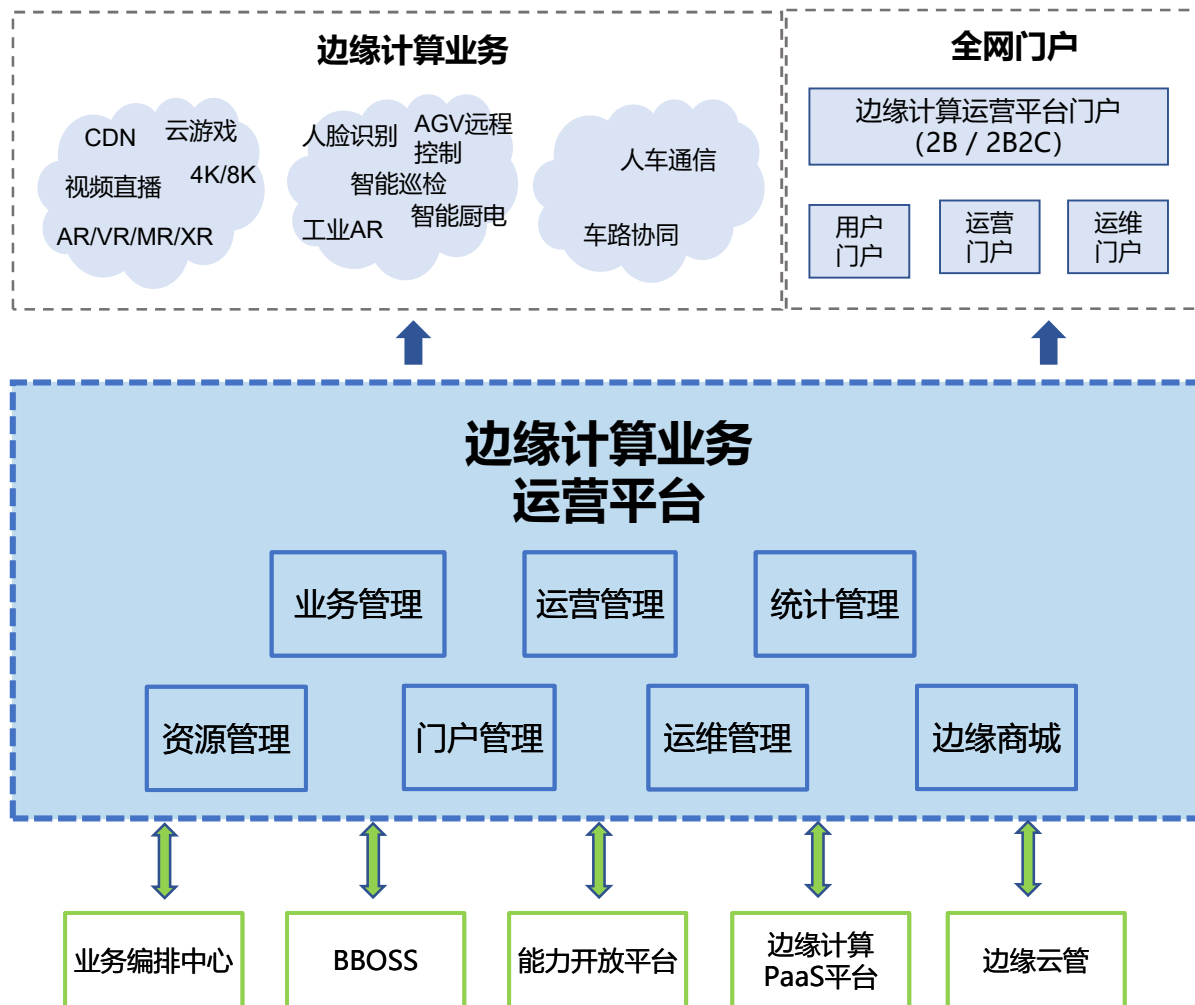 边缘计算业务
CDN
云游戏
视频直播
4K/8K
AR/VR/MR/XR
人脸识别
AGV远程
控制
智能巡检
工业AR
智能厨电
人车通信
车路协同
全网门户
边缘计算运营平台门户
（2B / 2B2C）
用户
门户
运营
门户
运维
门户
边缘计算业务
运营平台
业务管理
运营管理
统计管理
资源管理
门户管理
运维管理
边缘商城
业务编排中心
BBOSS
能力开放平台
边缘计算
PaaS平台
边缘云管